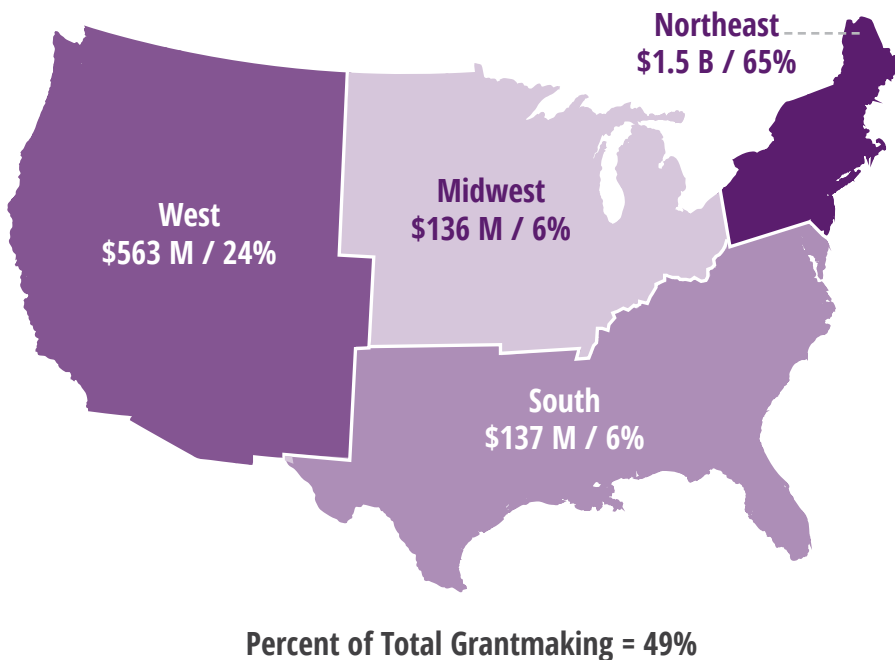 Northeast
$1.5 B / 65%
Midwest
$136 M / 6%
West
$563 M / 24%
South
$137 M / 6%
Percent of Total Grantmaking = 49%